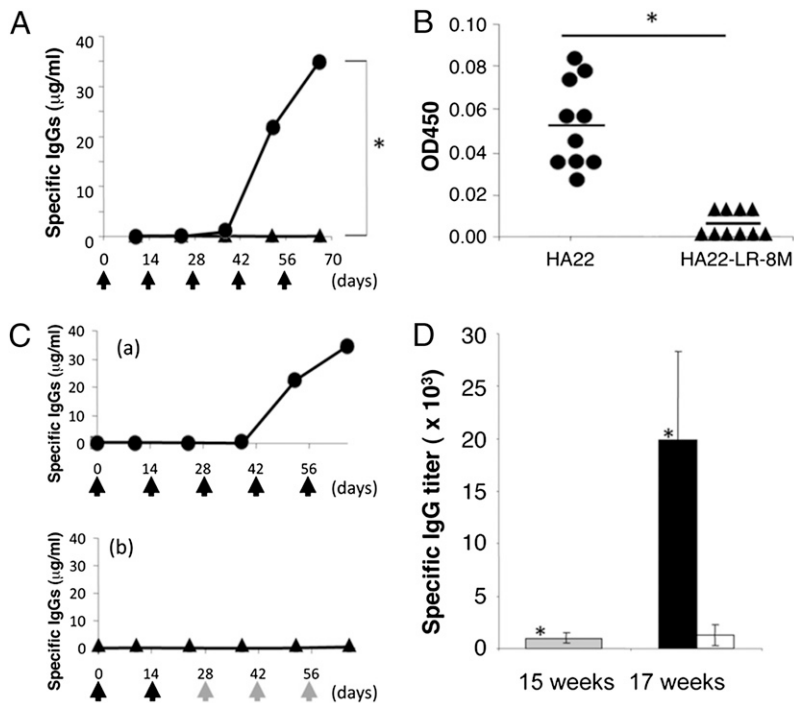 A
Specific IgGs (μg/ml)
40
30
20
10
0
*
0 14 28 42 56 70
(days)
B
*
OD450
0.10
0.08
0.06
0.04
0.02
0.00
HA22 HA22-LR-8M
C
(a)
Specific IgGs (μg/ml)
40
30
20
10
0
0 14 28 42 56
(days)
(b)
Specific IgGs (μg/ml)
40
30
20
10
0
0 14 28 42 56
(days)
D
Specific IgG titer ( x 10³)
30
25
20
15
10
5
0
*
*
15 weeks 17 weeks